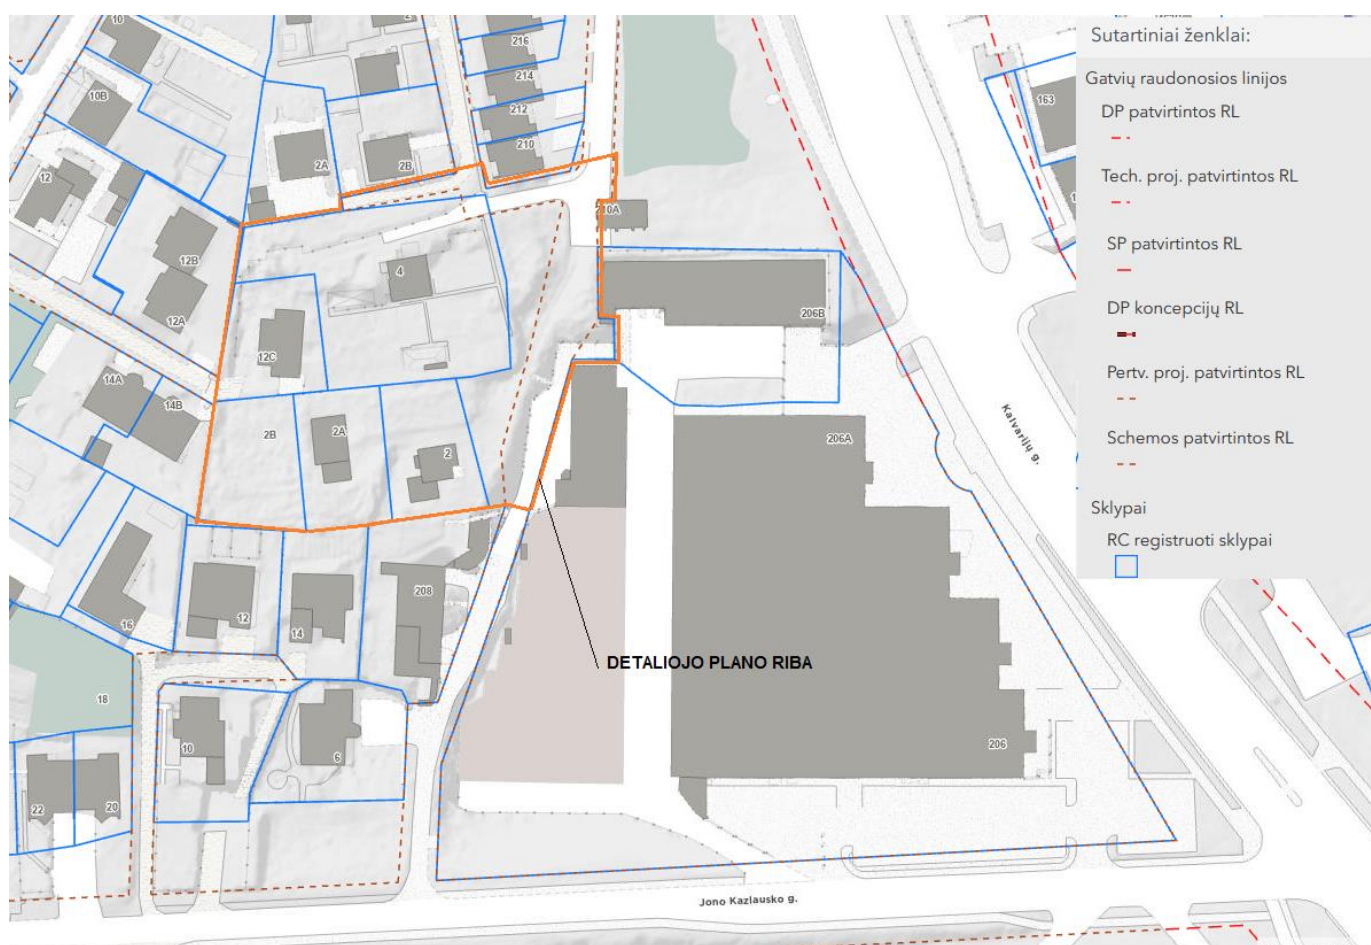 Sutartiniai ženklai:
Gatvių raudonosios linijos
DP patvirtintos RL
Tech. proj. patvirtintos RL
SP patvirtintos RL
DP koncepcijų RL
Pertv. proj. patvirtintos RL
Schemos patvirtintos RL
Sklypai
RC registruoti sklypai
10
216
214
212
210
10B
2A
2B
163
12
12B
4
12A
206B
12C
14A
14B
2B
2A
2
206A
Kalvarijų g.
208
12
14
16
DETALIOJO PLANO RIBA
18
10
6
206
22
20
Jono Kazlausko g.